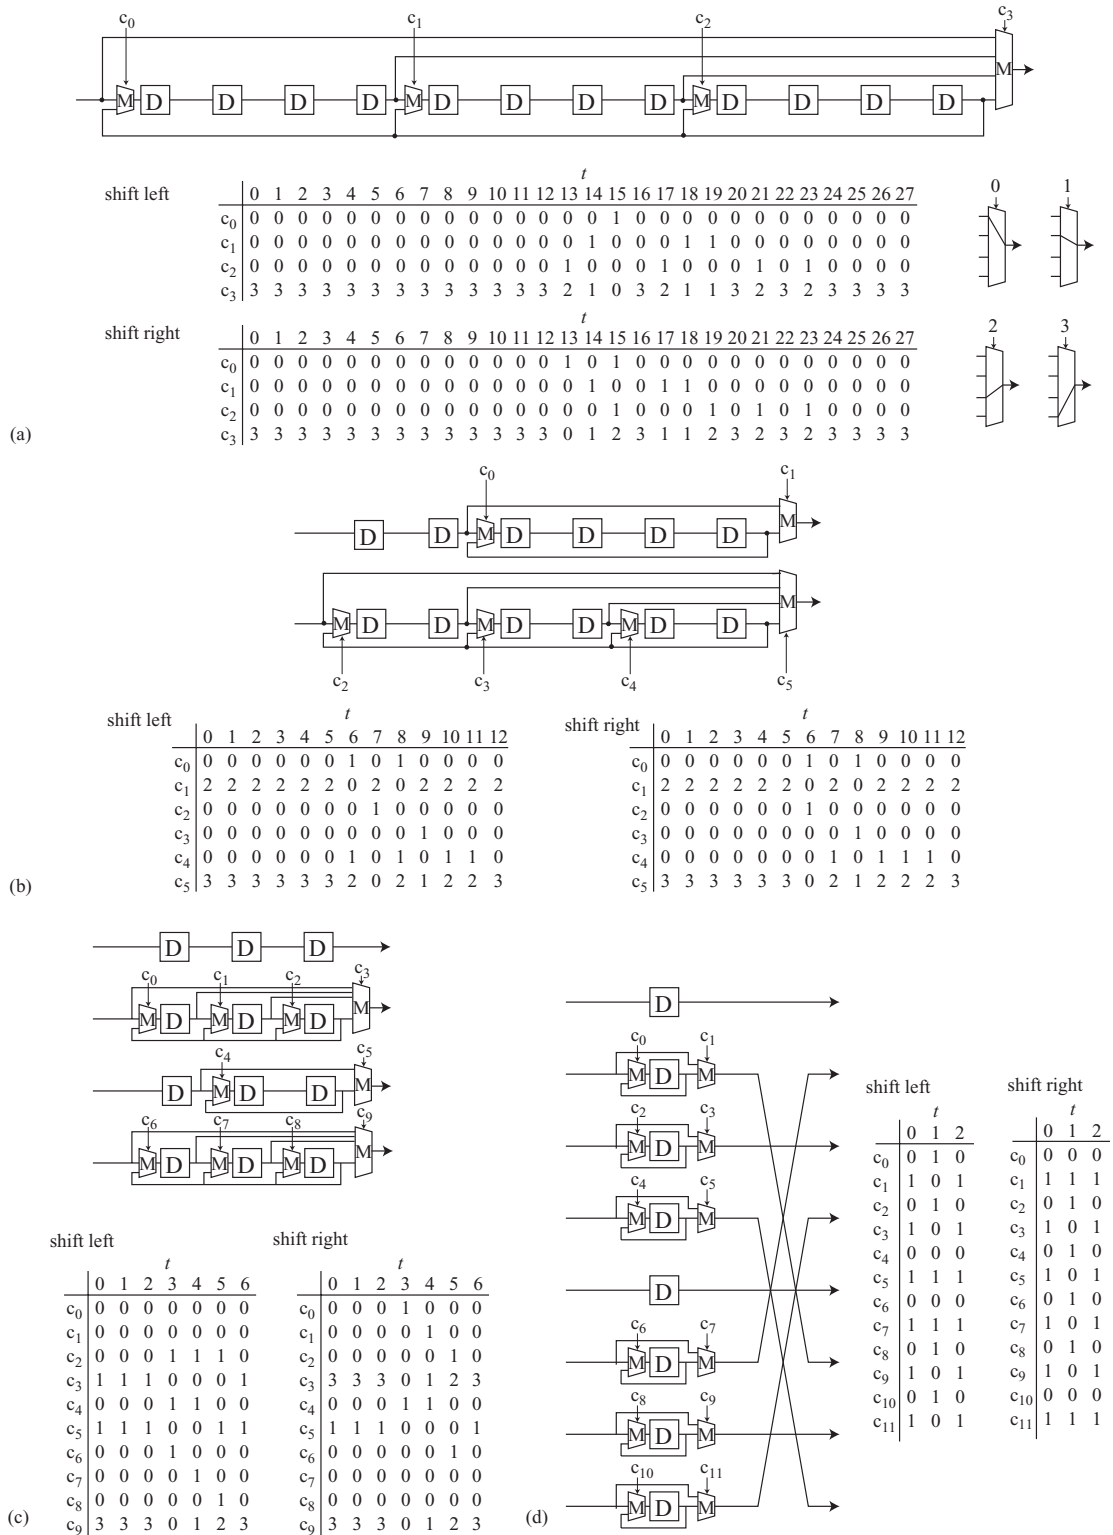 c0 c1 c2 c3
M D D D D M D D D D M D D D D M
t
shift left 0 1 2 3 4 5 6 7 8 9 10 11 12 13 14 15 16 17 18 19 20 21 22 23 24 25 26 27
c0 0 0 0 0 0 0 0 0 0 0 0 0 0 0 0 1 0 0 0 0 0 0 0 0 0 0 0 0
c1 0 0 0 0 0 0 0 0 0 0 0 0 0 0 1 0 0 0 1 1 0 0 0 0 0 0 0 0
c2 0 0 0 0 0 0 0 0 0 0 0 0 0 1 0 0 0 1 0 0 0 1 0 1 0 0 0 0
c3 3 3 3 3 3 3 3 3 3 3 3 3 3 2 1 0 3 2 1 1 3 2 3 2 3 3 3 3
0 1
t
shift right 0 1 2 3 4 5 6 7 8 9 10 11 12 13 14 15 16 17 18 19 20 21 22 23 24 25 26 27
c0 0 0 0 0 0 0 0 0 0 0 0 0 0 1 0 1 0 0 0 0 0 0 0 0 0 0 0 0
c1 0 0 0 0 0 0 0 0 0 0 0 0 0 0 1 0 0 1 1 0 0 0 0 0 0 0 0 0
c2 0 0 0 0 0 0 0 0 0 0 0 0 0 0 0 1 0 0 0 1 0 1 0 1 0 0 0 0
c3 3 3 3 3 3 3 3 3 3 3 3 3 3 0 1 2 3 1 1 2 3 2 3 2 3 3 3 3
2 3
(a)
c0 c1
D D M D D D D M
M D D M D D M D D M
c2 c3 c4 c5
t
shift left 0 1 2 3 4 5 6 7 8 9 10 11 12
c0 0 0 0 0 0 0 1 0 1 0 0 0 0
c1 2 2 2 2 2 2 0 2 0 2 2 2 2
c2 0 0 0 0 0 0 0 1 0 0 0 0 0
c3 0 0 0 0 0 0 0 0 0 1 0 0 0
c4 0 0 0 0 0 0 1 0 1 0 1 1 0
c5 3 3 3 3 3 3 2 0 2 1 2 2 3
t
shift right 0 1 2 3 4 5 6 7 8 9 10 11 12
c0 0 0 0 0 0 0 1 0 1 0 0 0 0
c1 2 2 2 2 2 2 0 2 0 2 2 2 2
c2 0 0 0 0 0 0 1 0 0 0 0 0 0
c3 0 0 0 0 0 0 0 0 1 0 0 0 0
c4 0 0 0 0 0 0 0 1 0 1 1 1 0
c5 3 3 3 3 3 3 0 2 1 2 2 2 3
(b)
D D D
c0 c1 c2 c3
M D M D M D M
c4 c5
D M D D M
c6 c7 c8 c9
M D M D M D M
shift left
t
0 1 2 3 4 5 6
c0 0 0 0 0 0 0 0
c1 0 0 0 0 0 0 0
c2 0 0 0 1 1 1 0
c3 1 1 1 0 0 0 1
c4 0 0 0 1 1 0 0
c5 1 1 1 0 0 1 1
c6 0 0 0 1 0 0 0
c7 0 0 0 0 1 0 0
c8 0 0 0 0 0 1 0
c9 3 3 3 0 1 2 3
shift right
t
0 1 2 3 4 5 6
c0 0 0 0 1 0 0 0
c1 0 0 0 0 1 0 0
c2 0 0 0 0 0 1 0
c3 3 3 3 0 1 2 3
c4 0 0 0 1 1 0 0
c5 1 1 1 0 0 0 1
c6 0 0 0 0 0 1 0
c7 0 0 0 0 0 0 0
c8 0 0 0 0 0 0 0
c9 3 3 3 0 1 2 3
(c)
D
c0 c1
M D M
c2 c3
M D M
c4 c5
M D M
D
c6 c7
M D M
c8 c9
M D M
c10 c11
M D M
shift left
t
0 1 2
c0 0 1 0
c1 1 0 1
c2 0 1 0
c3 1 0 1
c4 0 0 0
c5 1 1 1
c6 0 0 0
c7 1 1 1
c8 0 1 0
c9 1 0 1
c10 0 1 0
c11 1 0 1
shift right
t
0 1 2
c0 0 0 0
c1 1 1 1
c2 0 1 0
c3 1 0 1
c4 0 1 0
c5 1 0 1
c6 0 1 0
c7 1 0 1
c8 0 1 0
c9 1 0 1
c10 0 0 0
c11 1 1 1
(d)